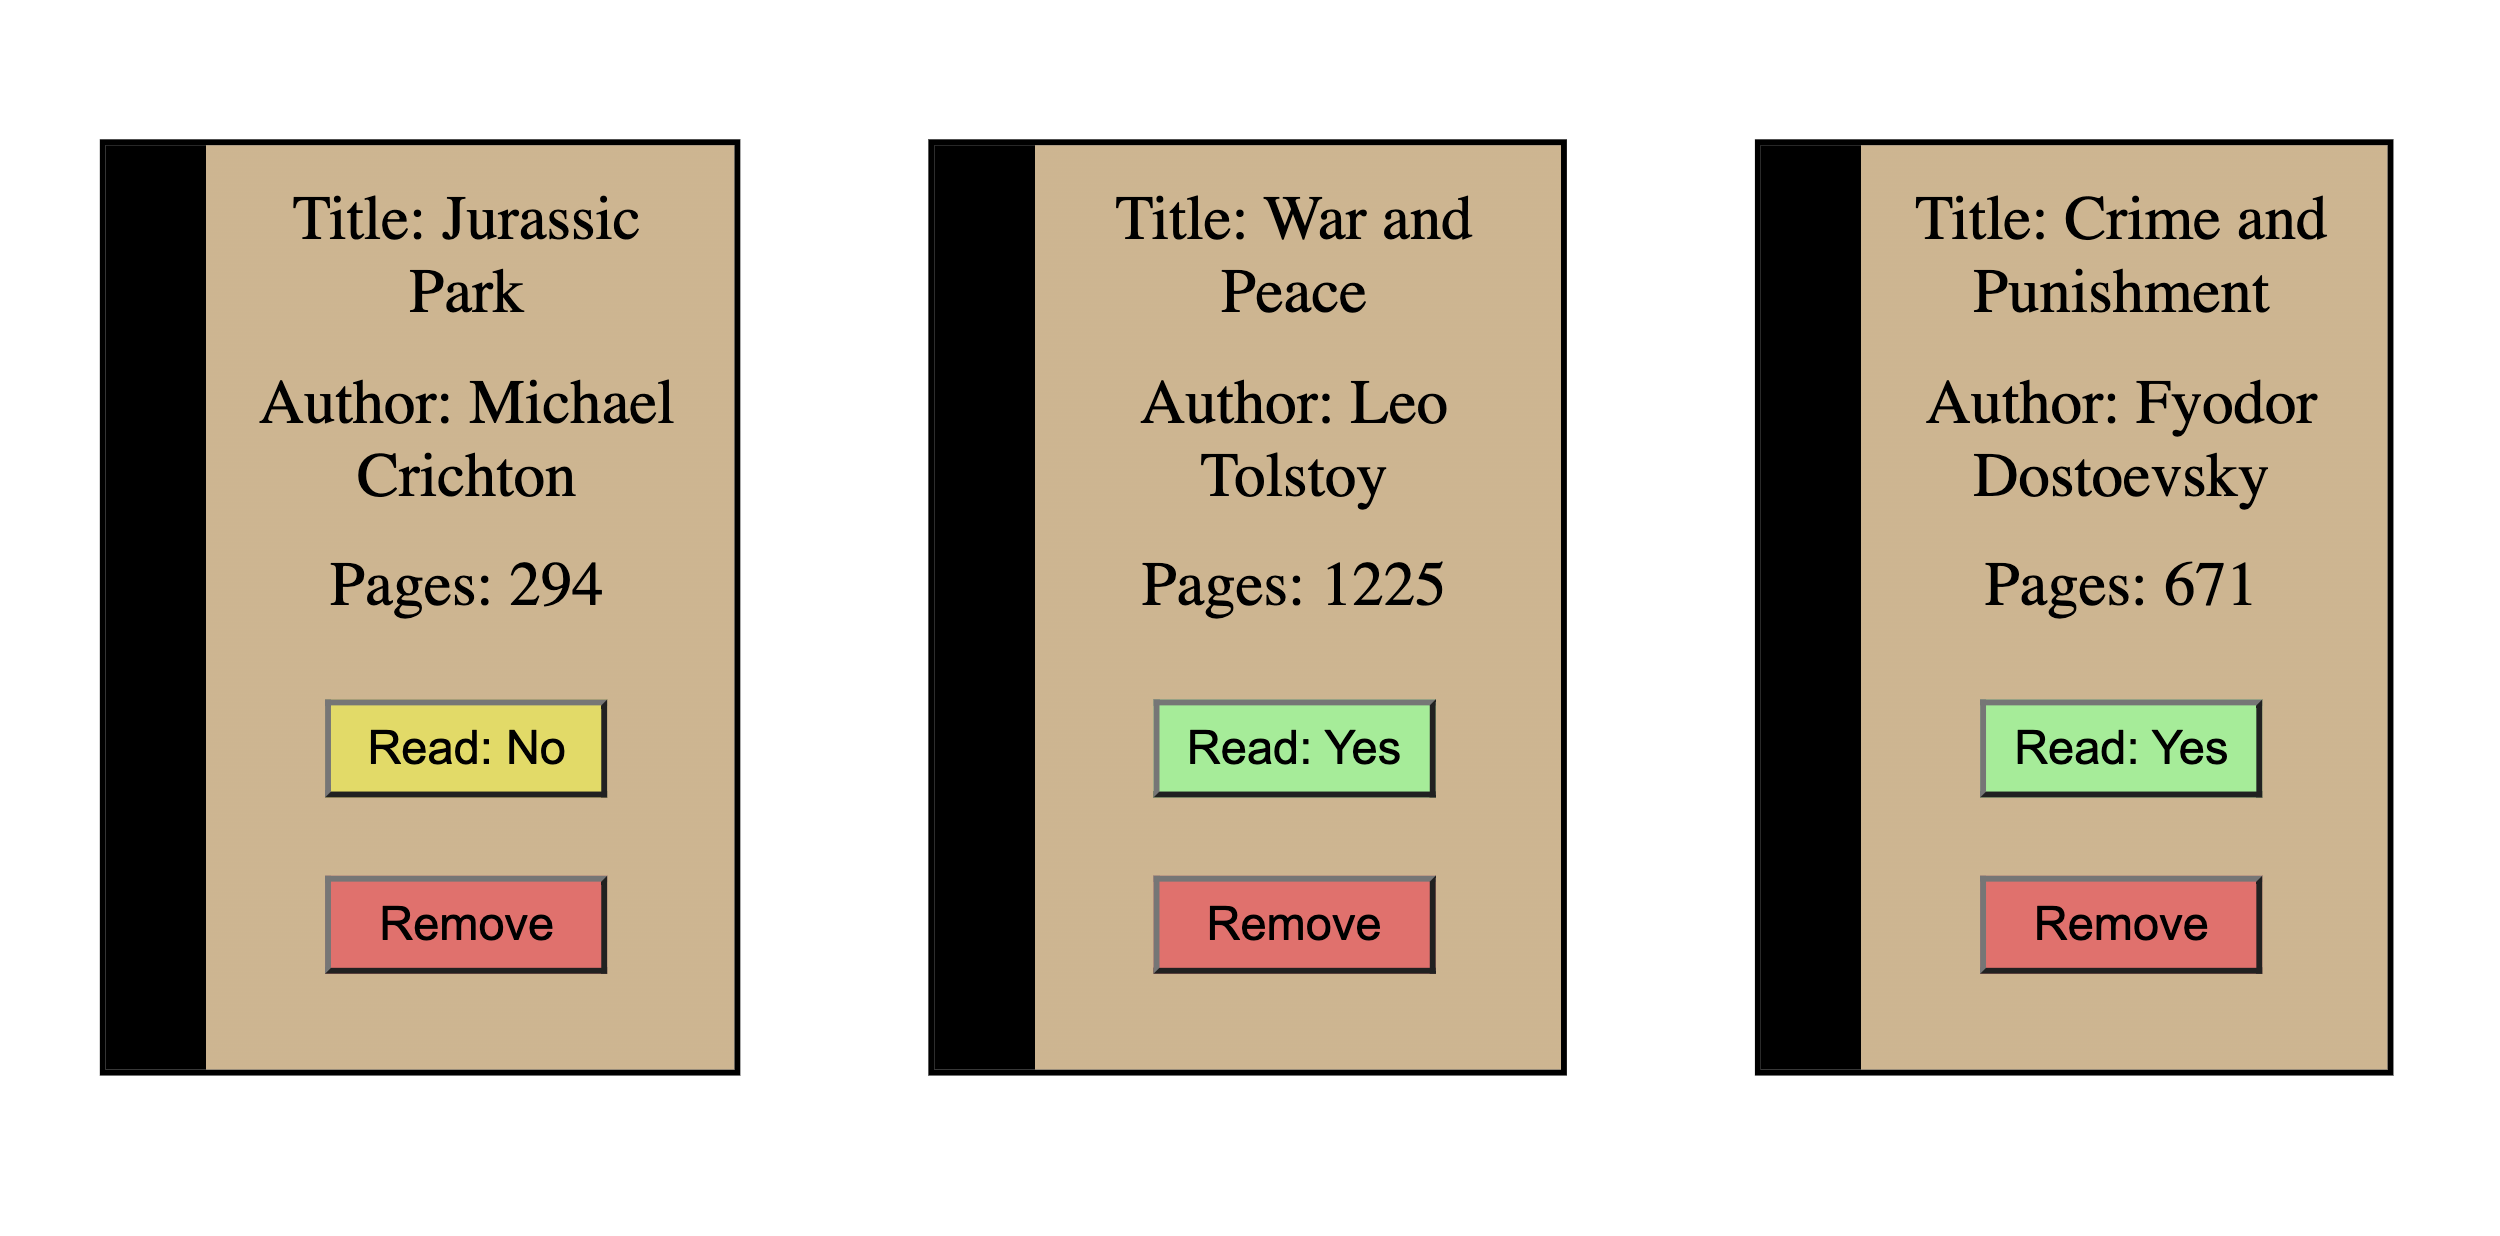 Title: Jurassic
Park
Author: Michael
Crichton
Pages: 294
Read: No
Remove
Title: War and
Peace
Author: Leo
Tolstoy
Pages: 1225
Read: Yes
Remove
Title: Crime and
Punishment
Author: Fyodor
Dostoevsky
Pages: 671
Read: Yes
Remove